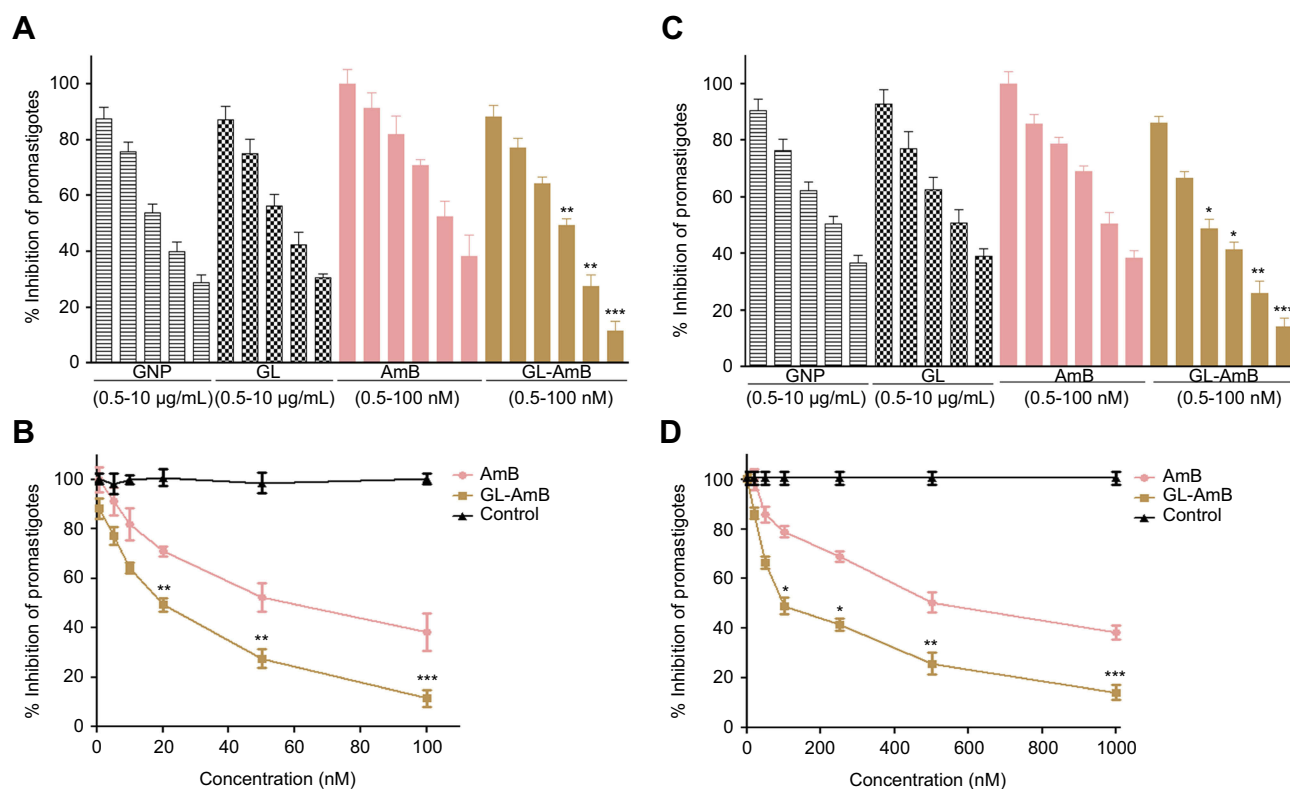 A
% Inhibition of promastigotes
100
80
60
40
20
0
** ** ***
GNP GL AmB GL-AmB
(0.5-10 µg/mL) (0.5-10 µg/mL) (0.5-100 nM) (0.5-100 nM)
C
% Inhibition of promastigotes
100
80
60
40
20
0
* * ** ***
GNP GL AmB GL-AmB
(0.5-10 µg/mL) (0.5-10 µg/mL) (0.5-100 nM) (0.5-100 nM)
B
% Inhibition of promastigotes
100
80
60
40
20
0
** ** ***
AmB
GL-AmB
Control
0 20 40 60 80 100
Concentration (nM)
D
% Inhibition of promastigotes
100
80
60
40
20
0
* * ** ***
AmB
GL-AmB
Control
0 200 400 600 800 1000
Concentration (nM)